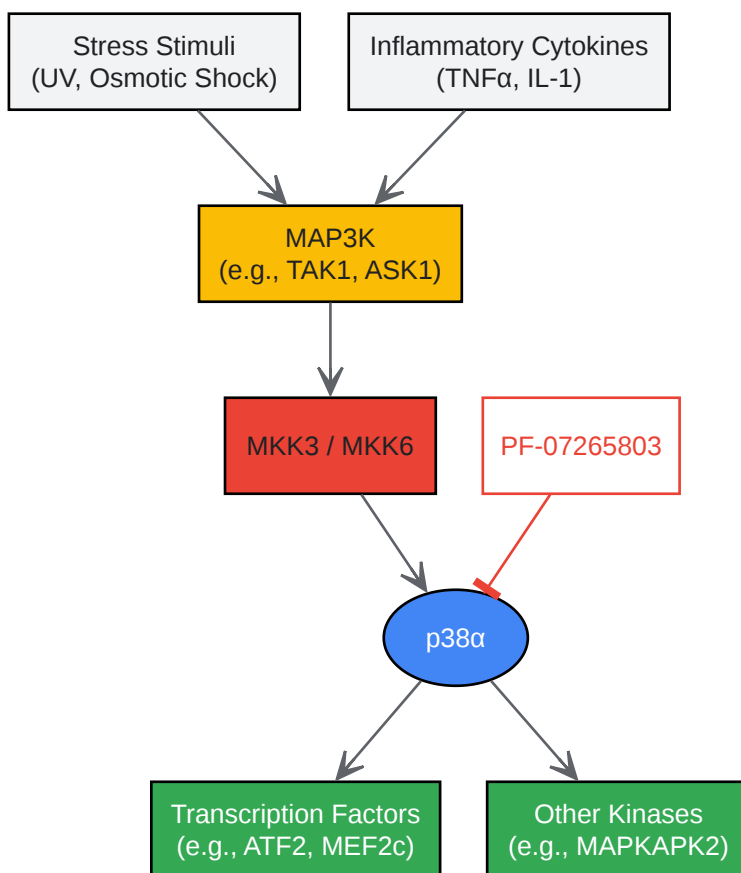 Stress Stimuli
(UV, Osmotic Shock)
Inflammatory Cytokines
(TNFα, IL-1)
MAP3K
(e.g., TAK1, ASK1)
MKK3 / MKK6
PF-07265803
p38α
Transcription Factors
(e.g., ATF2, MEF2c)
Other Kinases
(e.g., MAPKAPK2)